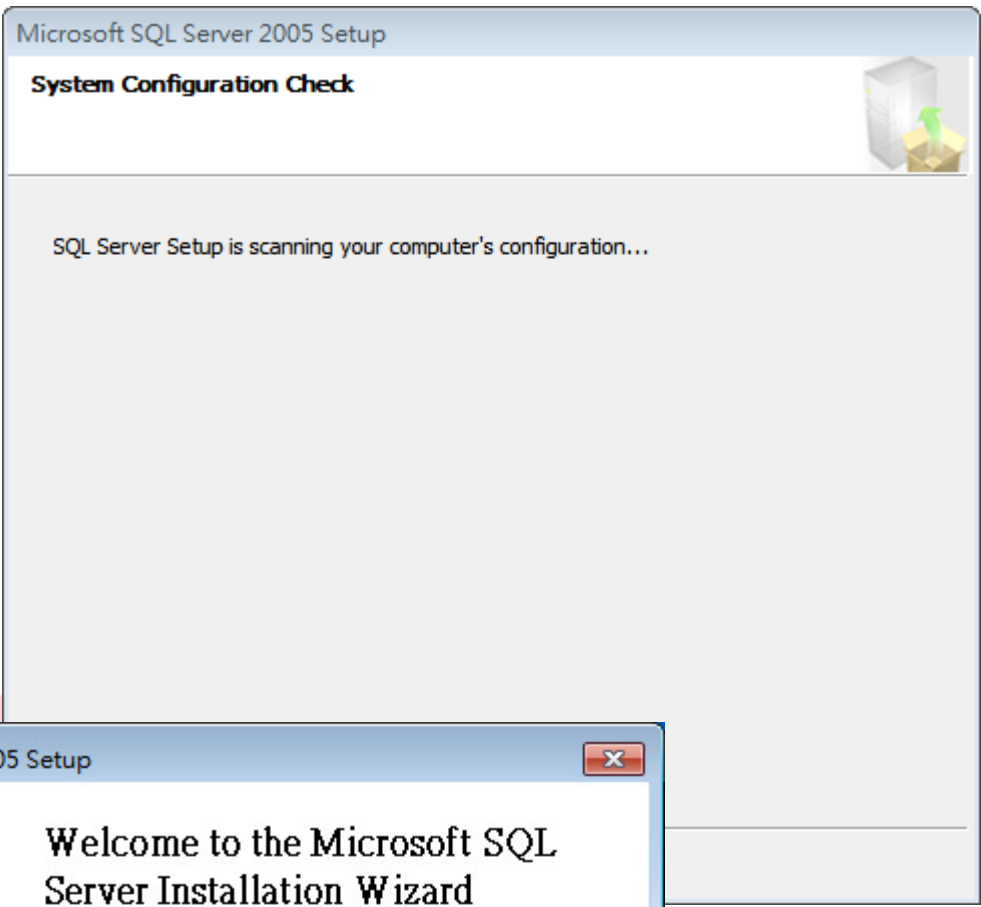 Microsoft SQL Server 2005 Setup
System Configuration Check
SQL Server Setup is scanning your computer's configuration...
05 Setup
Welcome to the Microsoft SQL
Server Installation Wizard